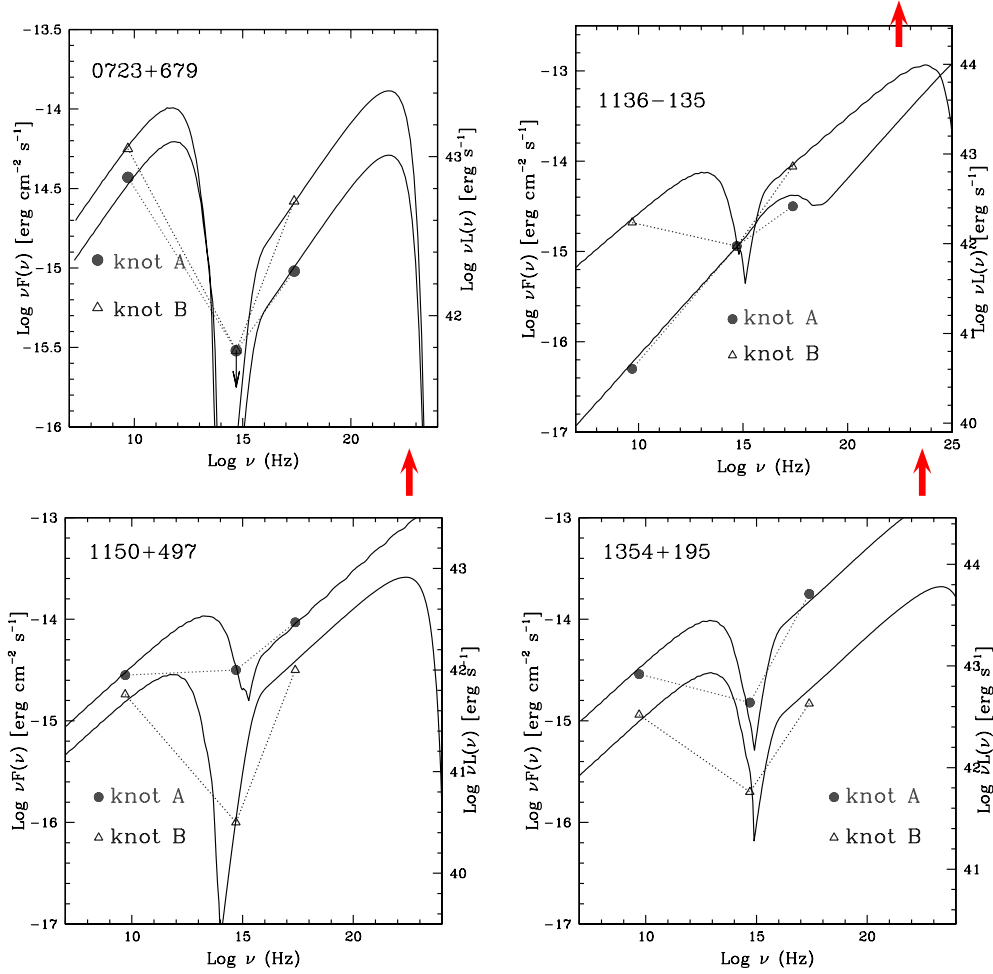 0723+679
-13.5
-14
-14.5
-15
-15.5
-16
10
15
20
43
42
Log νF(ν) [erg cm⁻² s⁻¹]
Log νL(ν) [erg s⁻¹]
Log ν (Hz)
knot A
knot B
1136-135
-13
-14
-15
-16
-17
10
15
20
25
44
43
42
41
40
Log νF(ν) [erg cm⁻² s⁻¹]
Log νL(ν) [erg s⁻¹]
Log ν (Hz)
knot A
knot B
1150+497
-13
-14
-15
-16
-17
10
15
20
43
42
41
40
Log νF(ν) [erg cm⁻² s⁻¹]
Log νL(ν) [erg s⁻¹]
Log ν (Hz)
knot A
knot B
1354+195
-13
-14
-15
-16
-17
10
15
20
44
43
42
41
Log νF(ν) [erg cm⁻² s⁻¹]
Log νL(ν) [erg s⁻¹]
Log ν (Hz)
knot A
knot B